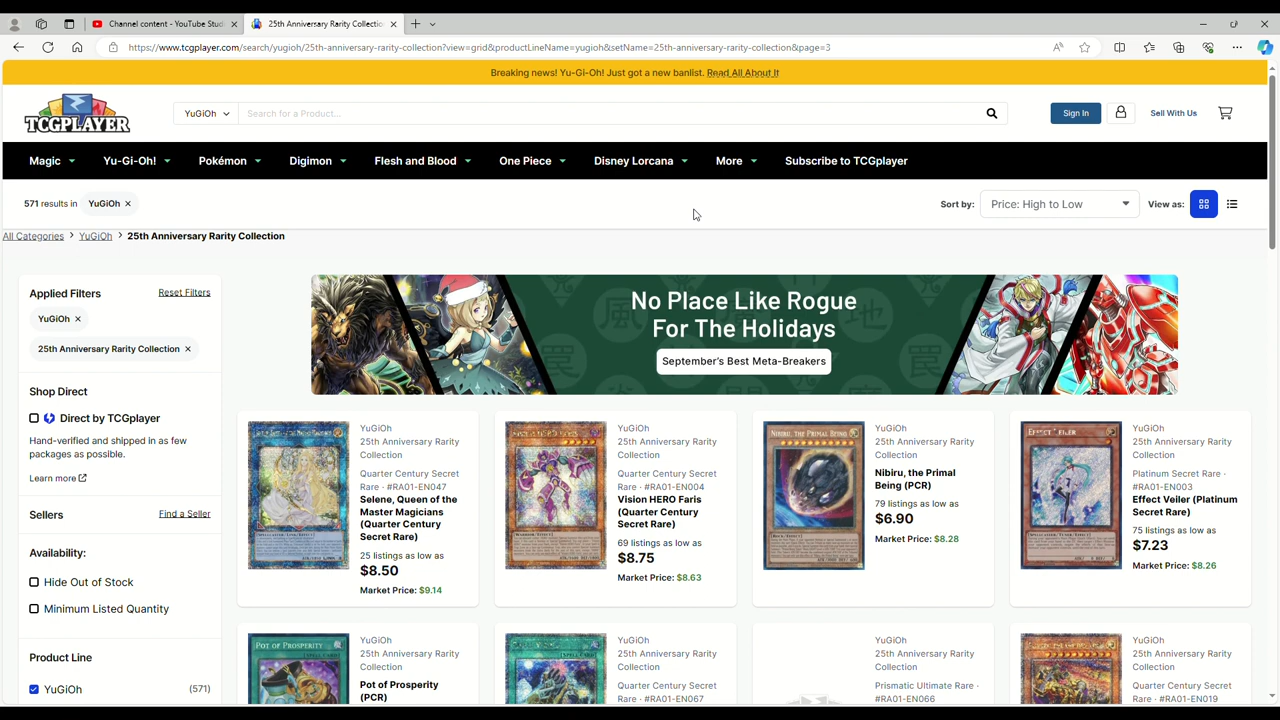 Channel content - YouTube Stud
25th Anniversary Rarity Collectio
https://www.tcgplayer.com/search/yugioh/25th-anniversary-rarity-collection?view=grid&productLineName=yugioh&setName=25th-anniversary-rarity-collection&page=3
Breaking news! Yu-Gi-Oh! Just got a new banlist. Read All About It
TCGPLAYER
YuGiOh
Search for a Product...
Sign In
Sell With Us
Magic
Yu-Gi-Oh!
Pokémon
Digimon
Flesh and Blood
One Piece
Disney Lorcana
More
Subscribe to TCGplayer
571 results in YuGiOh
Sort by: Price: High to Low
View as:
All Categories > YuGiOh > 25th Anniversary Rarity Collection
Applied Filters
Reset Filters
YuGiOh
25th Anniversary Rarity Collection
Shop Direct
Direct by TCGplayer
Hand-verified and shipped in as few
packages as possible.
Learn more
Sellers
Find a Seller
Availability:
Hide Out of Stock
Minimum Listed Quantity
Product Line
YuGiOh (571)
No Place Like Rogue
For The Holidays
September's Best Meta-Breakers
YuGiOh
25th Anniversary Rarity
Collection
Quarter Century Secret
Rare · #RA01-EN047
Selene, Queen of the
Master Magicians
(Quarter Century
Secret Rare)
25 listings as low as
$8.50
Market Price: $9.14
YuGiOh
25th Anniversary Rarity
Collection
Quarter Century Secret
Rare · #RA01-EN004
Vision HERO Faris
(Quarter Century
Secret Rare)
69 listings as low as
$8.75
Market Price: $8.63
NIBIRU, THE PRIMAL BEING
YuGiOh
25th Anniversary Rarity
Collection
Nibiru, the Primal
Being (PCR)
79 listings as low as
$6.90
Market Price: $8.28
EFFECT VEILER
YuGiOh
25th Anniversary Rarity
Collection
Platinum Secret Rare ·
#RA01-EN003
Effect Veiler (Platinum
Secret Rare)
75 listings as low as
$7.23
Market Price: $8.26
POT OF PROSPERITY
YuGiOh
25th Anniversary Rarity
Collection
Pot of Prosperity
(PCR)
YuGiOh
25th Anniversary Rarity
Collection
Quarter Century Secret
Rare · #RA01-EN067
YuGiOh
25th Anniversary Rarity
Collection
Prismatic Ultimate Rare ·
#RA01-EN066
YuGiOh
25th Anniversary Rarity
Collection
Quarter Century Secret
Rare · #RA01-EN019